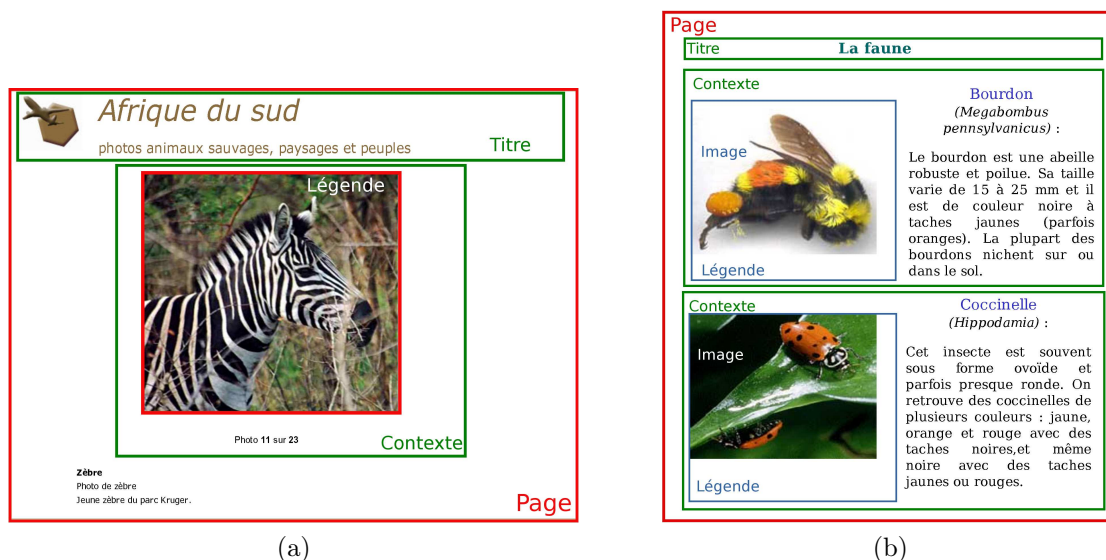 Afrique du sud
photos animaux sauvages, paysages et peuples
Titre
Légende
Photo 11 sur 23
Contexte
Zèbre
Photo de zèbre
Jeune zèbre du parc Kruger.
Page
(a)
Page
Titre
La faune
Contexte
Image
Légende
Bourdon
(Megabombus
pennsylvanicus) :
Le bourdon est une abeille
robuste et poilue. Sa taille
varie de 15 à 25 mm et il
est de couleur noire à
taches jaunes (parfois
oranges). La plupart des
bourdons nichent sur ou
dans le sol.
Contexte
Image
Légende
Coccinelle
(Hippodamia) :
Cet insecte est souvent
sous forme ovoïde et
parfois presque ronde. On
retrouve des coccinelles de
plusieurs couleurs : jaune,
orange et rouge avec des
taches noires,et même
noire avec des taches
jaunes ou rouges.
(b)